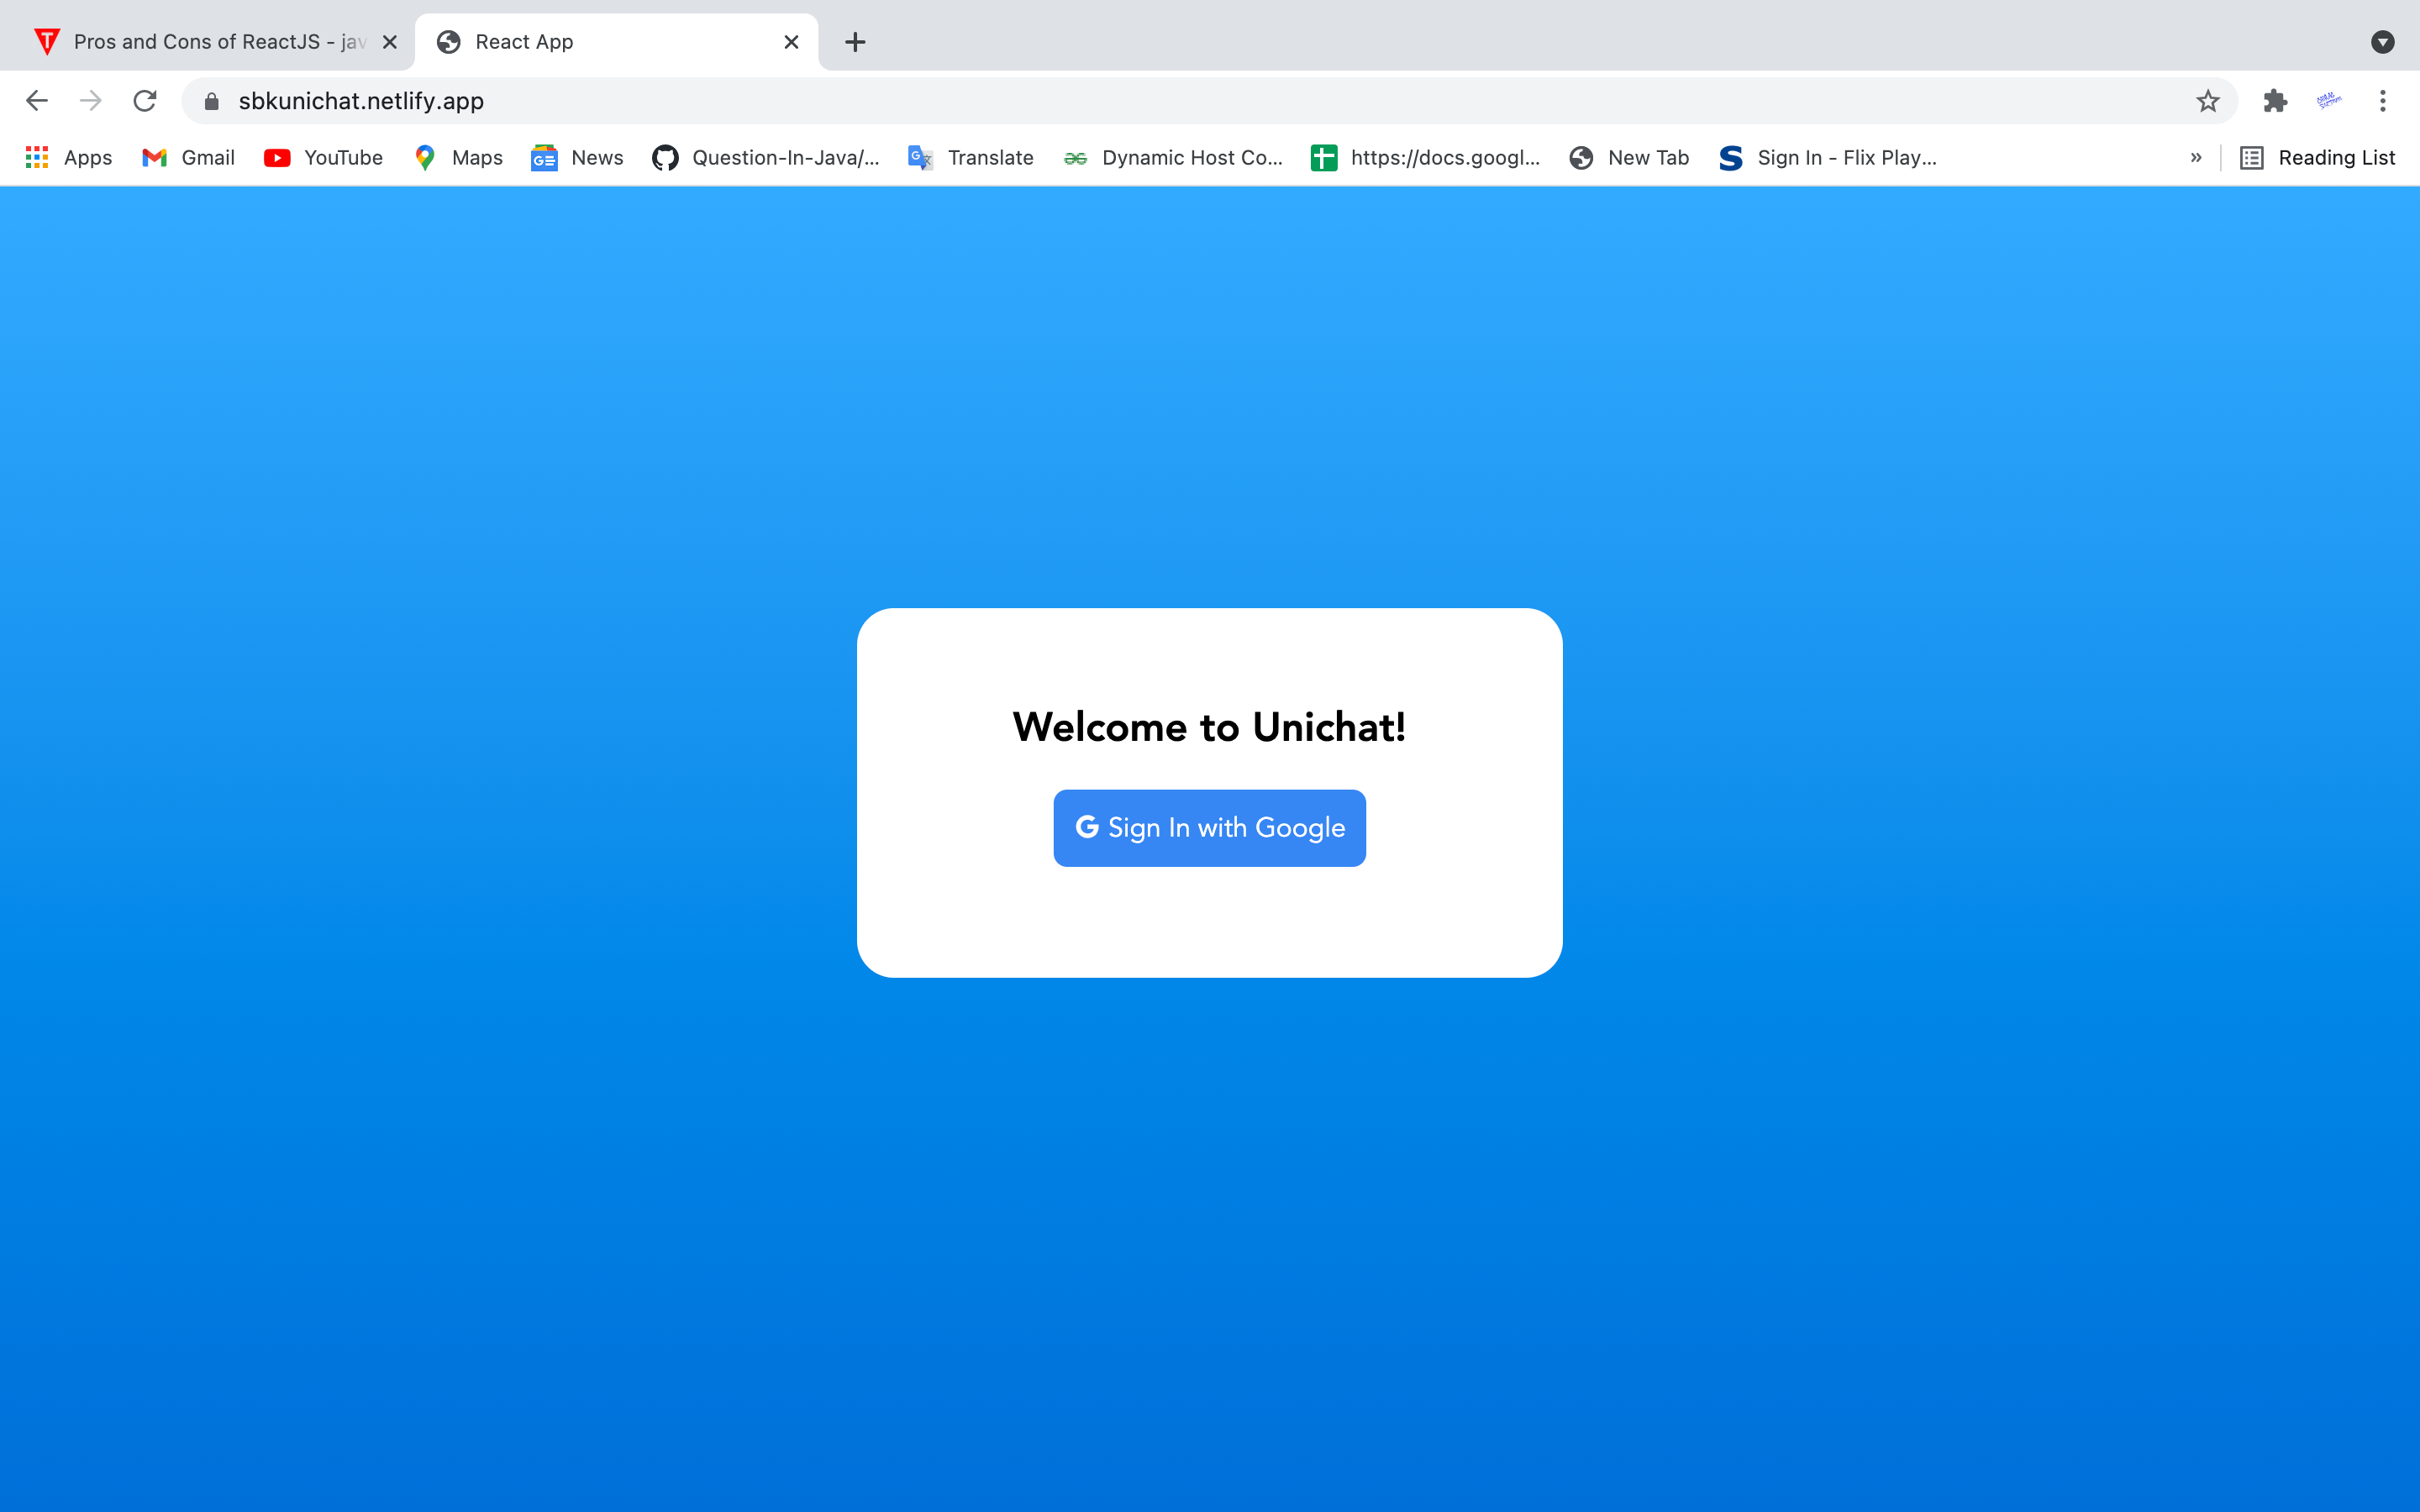 Pros and Cons of ReactJS - jav
React App
sbkunichat.netlify.app
Apps Gmail YouTube Maps News Question-In-Java/... Translate Dynamic Host Co... https://docs.googl... New Tab Sign In - Flix Play... » Reading List
Welcome to Unichat!
G Sign In with Google